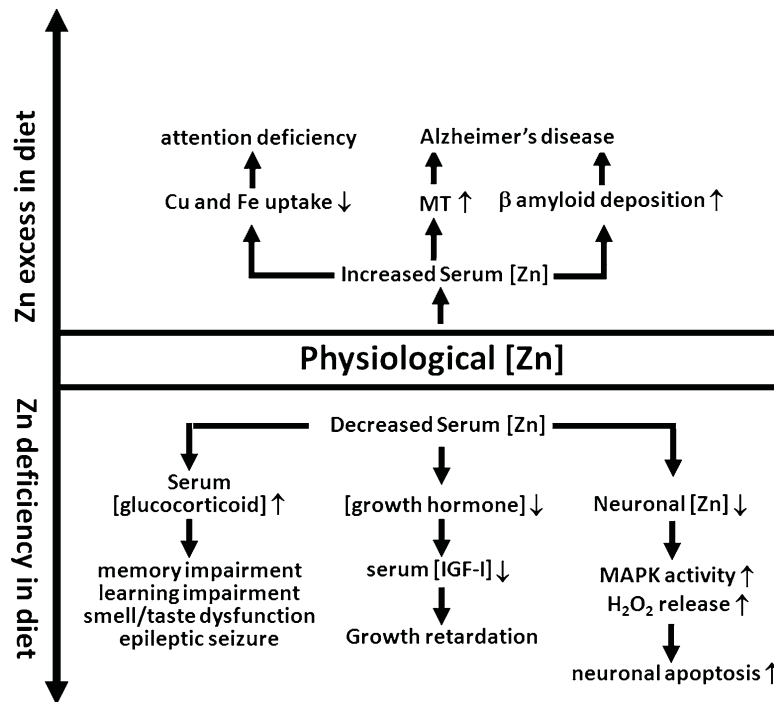 Zn excess in diet
attention deficiency
Alzheimer’s disease
Cu and Fe uptake ↓
MT ↑
β amyloid deposition ↑
Increased Serum [Zn]
Physiological [Zn]
Zn deficiency in diet
Decreased Serum [Zn]
Serum
[glucocorticoid] ↑
memory impairment
learning impairment
smell/taste dysfunction
epileptic seizure
[growth hormone] ↓
serum [IGF-I] ↓
Growth retardation
Neuronal [Zn] ↓
MAPK activity ↑
H₂O₂ release ↑
neuronal apoptosis ↑